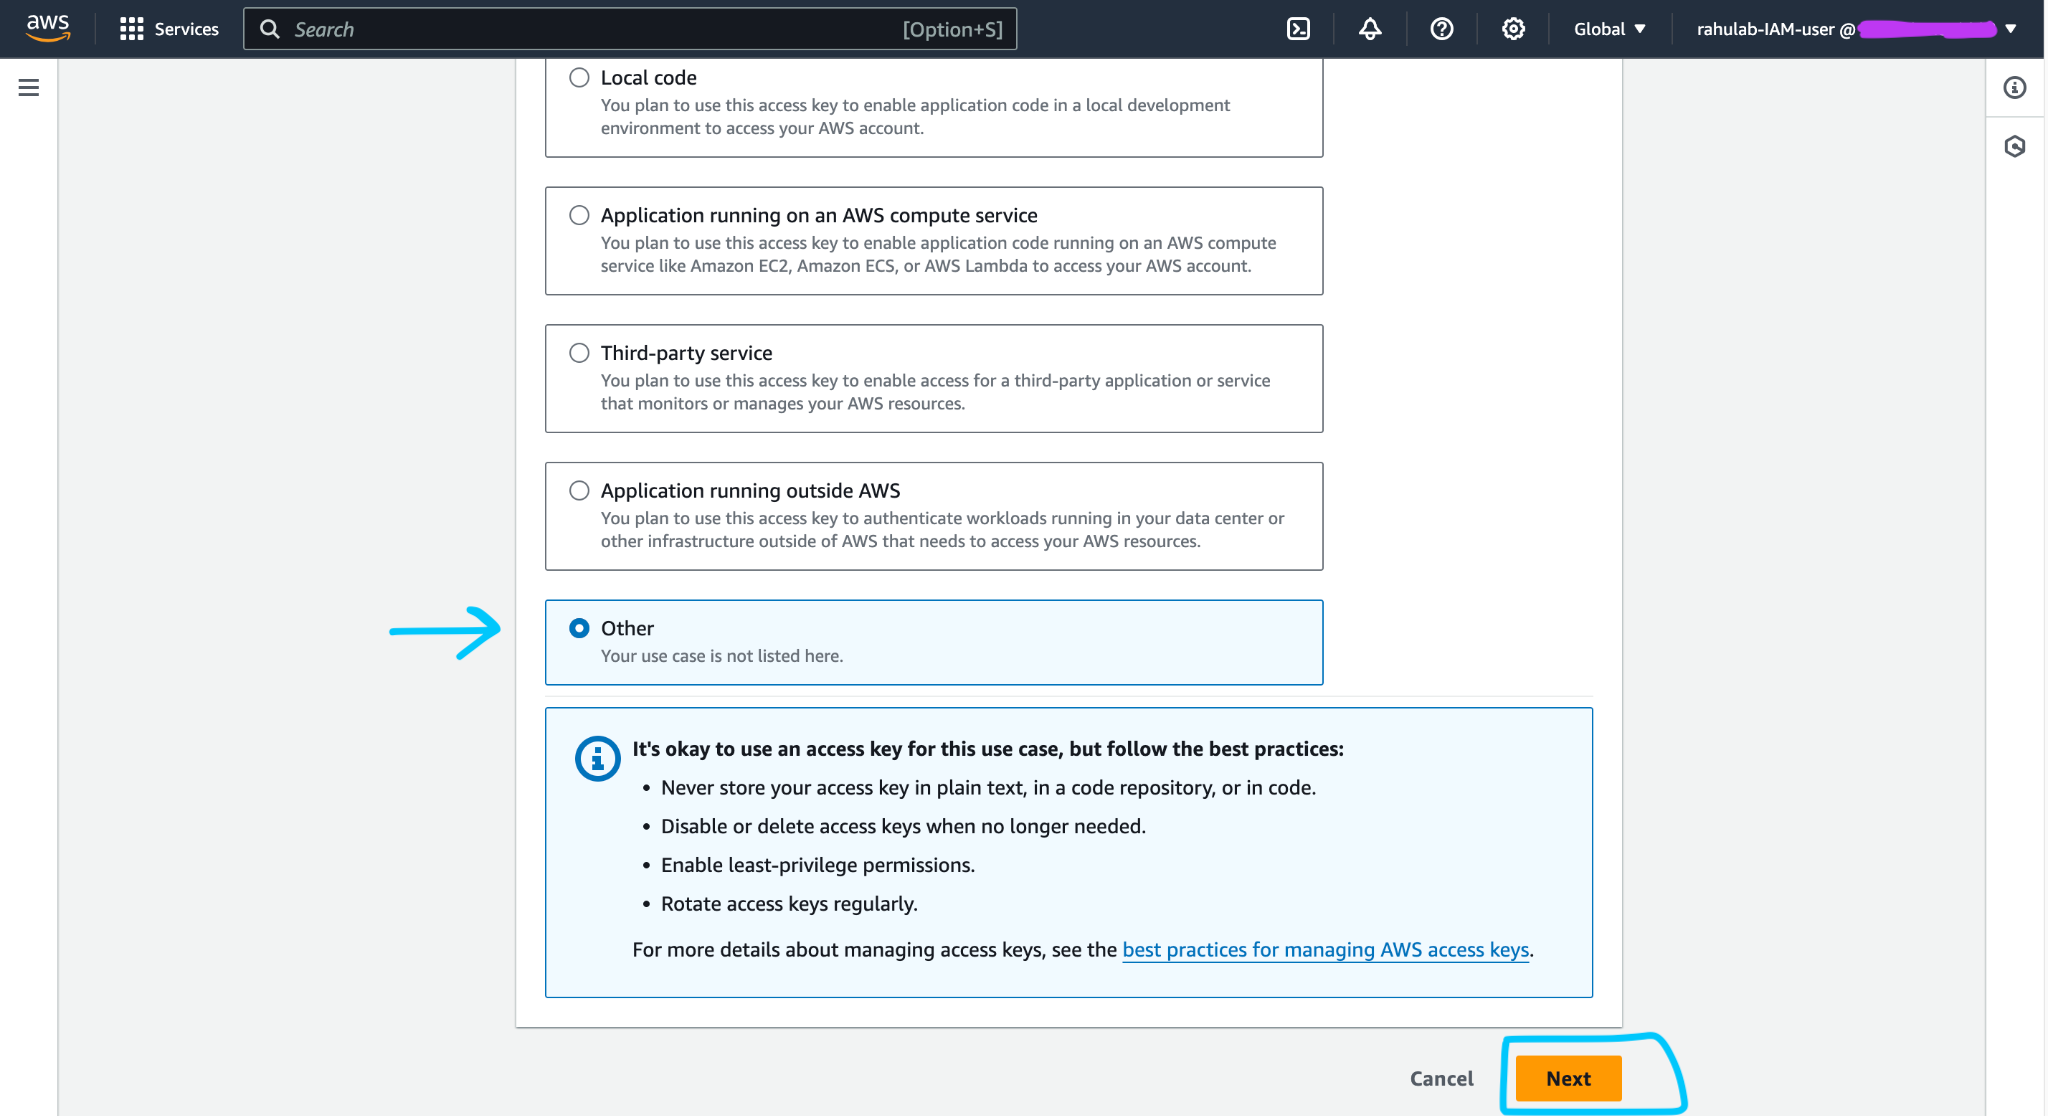 aws
Services
Search
[Option+S]
Global
rahulab-IAM-user @
Local code
You plan to use this access key to enable application code in a local development
environment to access your AWS account.
Application running on an AWS compute service
You plan to use this access key to enable application code running on an AWS compute
service like Amazon EC2, Amazon ECS, or AWS Lambda to access your AWS account.
Third-party service
You plan to use this access key to enable access for a third-party application or service
that monitors or manages your AWS resources.
Application running outside AWS
You plan to use this access key to authenticate workloads running in your data center or
other infrastructure outside of AWS that needs to access your AWS resources.
Other
Your use case is not listed here.
It's okay to use an access key for this use case, but follow the best practices:
• Never store your access key in plain text, in a code repository, or in code.
• Disable or delete access keys when no longer needed.
• Enable least-privilege permissions.
• Rotate access keys regularly.
For more details about managing access keys, see the best practices for managing AWS access keys.
Cancel
Next